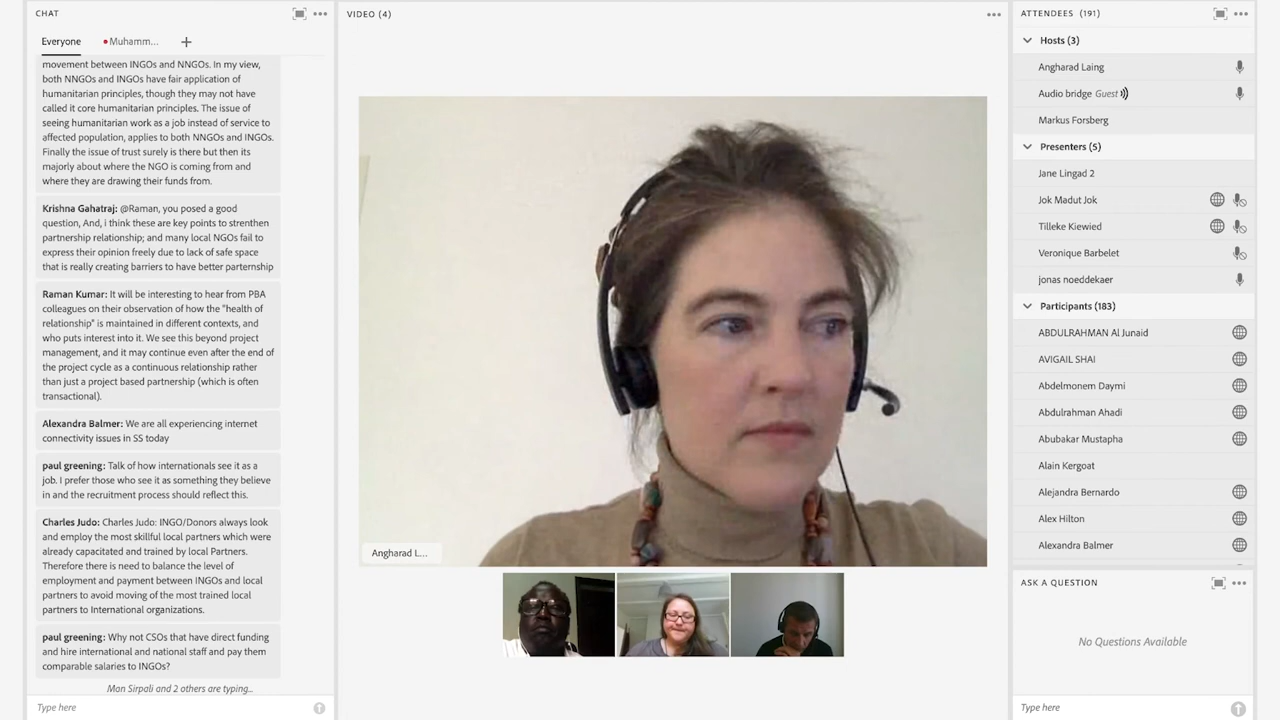 CHAT
Everyone
Muhamm...
movement between INGOs and NNGOs. In my view,
both NNGOs and INGOs have fair application of
humanitarian principles, though they may not have
called it core humanitarian principles. The issue of
seeing humanitarian work as a job instead of service to
affected population, applies to both NNGOs and INGOs.
Finally the issue of trust surely is there but then its
majorly about where the NGO is coming from and
where they are drawing their funds from.
Krishna Gahatraj: @Raman, you posed a good
question, And, i think these are key points to strenthen
partnership relationship; and many local NGOs fail to
express their opinion freely due to lack of safe space
that is really creating barriers to have better parternship
Raman Kumar: It will be interesting to hear from PBA
colleagues on their observation of how the "health of
relationship" is maintained in different contexts, and
who puts interest into it. We see this beyond project
management, and it may continue even after the end of
the project cycle as a continuous relationship rather
than just a project based partnership (which is often
transactional).
Alexandra Balmer: We are all experiencing internet
connectivity issues in SS today
paul greening: Talk of how internationals see it as a
job. I prefer those who see it as something they believe
in and the recruitment process should reflect this.
Charles Judo: Charles Judo: INGO/Donors always look
and employ the most skillful local partners which were
already capacitated and trained by local Partners.
Therefore there is need to balance the level of
employment and payment between INGOs and local
partners to avoid moving of the most trained local
partners to International organizations.
paul greening: Why not CSOs that have direct funding
and hire international and national staff and pay them
comparable salaries to INGOs?
Man Sirpali and 2 others are typing...
Type here
VIDEO (4)
Angharad L...
ATTENDEES (191)
Hosts (3)
Angharad Laing
Audio bridge Guest
Markus Forsberg
Presenters (5)
Jane Lingad 2
Jok Madut Jok
Tilleke Kiewied
Veronique Barbelet
jonas noeddekaer
Participants (183)
ABDULRAHMAN Al Junaid
AVIGAIL SHAI
Abdelmonem Daymi
Abdulrahman Ahadi
Abubakar Mustapha
Alain Kergoat
Alejandra Bernardo
Alex Hilton
Alexandra Balmer
ASK A QUESTION
No Questions Available
Type here